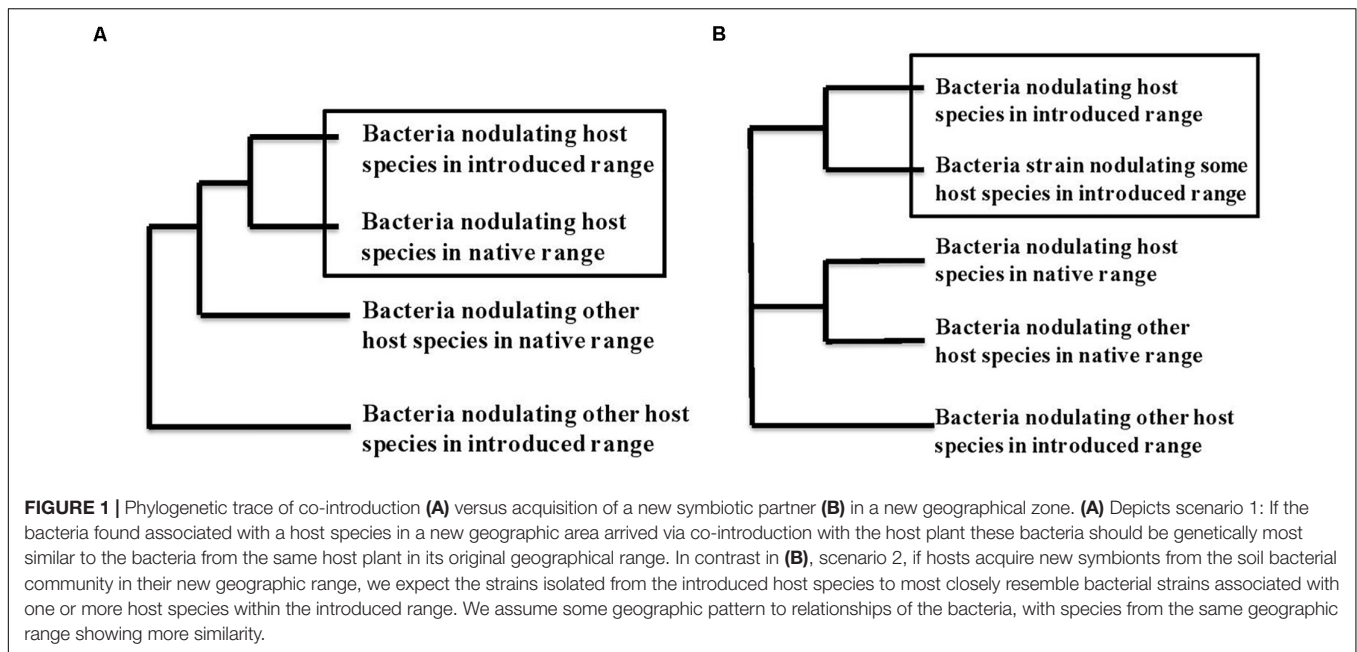 A
Bacteria nodulating host
species in introduced range
Bacteria nodulating host
species in native range
Bacteria nodulating other
host species in native range
Bacteria nodulating other host
species in introduced range
B
Bacteria nodulating host
species in introduced range
Bacteria strain nodulating some
host species in introduced range
Bacteria nodulating host
species in native range
Bacteria nodulating other
host species in native range
Bacteria nodulating other host
species in introduced range
FIGURE 1 | Phylogenetic trace of co-introduction (A) versus acquisition of a new symbiotic partner (B) in a new geographical zone. (A) Depicts scenario 1: If the
bacteria found associated with a host species in a new geographic area arrived via co-introduction with the host plant these bacteria should be genetically most
similar to the bacteria from the same host plant in its original geographical range. In contrast in (B), scenario 2, if hosts acquire new symbionts from the soil bacterial
community in their new geographic range, we expect the strains isolated from the introduced host species to most closely resemble bacterial strains associated with
one or more host species within the introduced range. We assume some geographic pattern to relationships of the bacteria, with species from the same geographic
range showing more similarity.